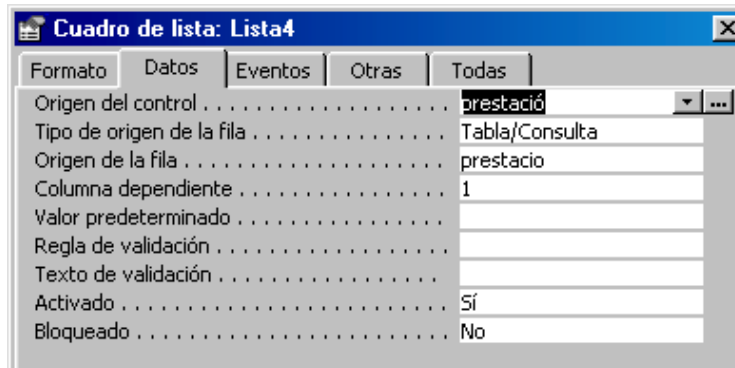 Cuadro de lista: Lista4
Formato Datos Eventos Otras Todas
Origen del control . . . . . . . . . . . . . . . . . . . prestació
Tipo de origen de la fila . . . . . . . . . . . . . . . Tabla/Consulta
Origen de la fila . . . . . . . . . . . . . . . . . . . . prestacio
Columna dependiente . . . . . . . . . . . . . . . . 1
Valor predeterminado . . . . . . . . . . . . . . . .
Regla de validación . . . . . . . . . . . . . . . . . .
Texto de validación . . . . . . . . . . . . . . . . .
Activado . . . . . . . . . . . . . . . . . . . . . . . . . Sí
Bloqueado . . . . . . . . . . . . . . . . . . . . . . . . No